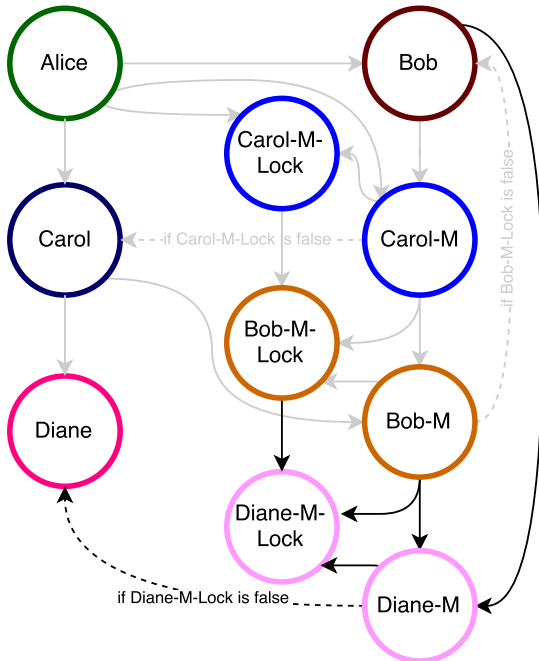 Alice
Bob
Carol-M-
Lock
Carol
if Carol-M-Lock is false
Carol-M
if Bob-M-Lock is false
Bob-M-
Lock
Diane
Bob-M
Diane-M-
Lock
if Diane-M-Lock is false
Diane-M